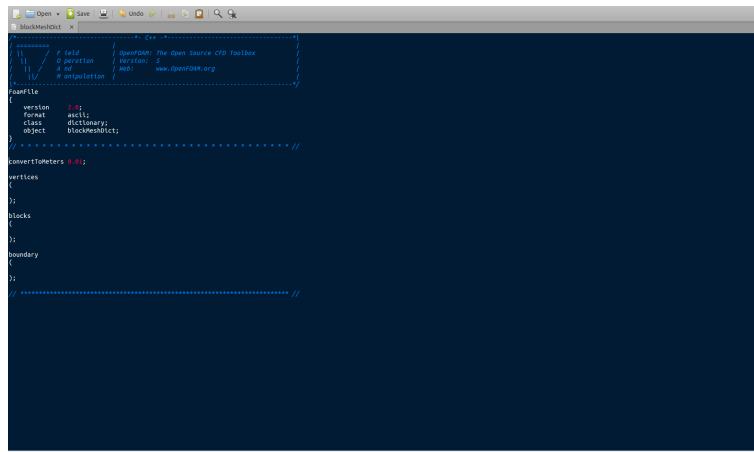 Open Save Undo
blockMeshDict ×
/*--------------------------------*- C++ -*----------------------------------*\
| ========= | |
| \\ / F ield | OpenFOAM: The Open Source CFD Toolbox |
| \\ / O peration | Version: 5 |
| \\ / A nd | Web: www.OpenFOAM.org |
| \\/ M anipulation | |
\*---------------------------------------------------------------------------*/
FoamFile
{
version 2.0;
format ascii;
class dictionary;
object blockMeshDict;
}
// * * * * * * * * * * * * * * * * * * * * * * * * * * * * * * * * * * * * * //
convertToMeters 0.01;
vertices
(
);
blocks
(
);
boundary
(
);
// ************************************************************************* //